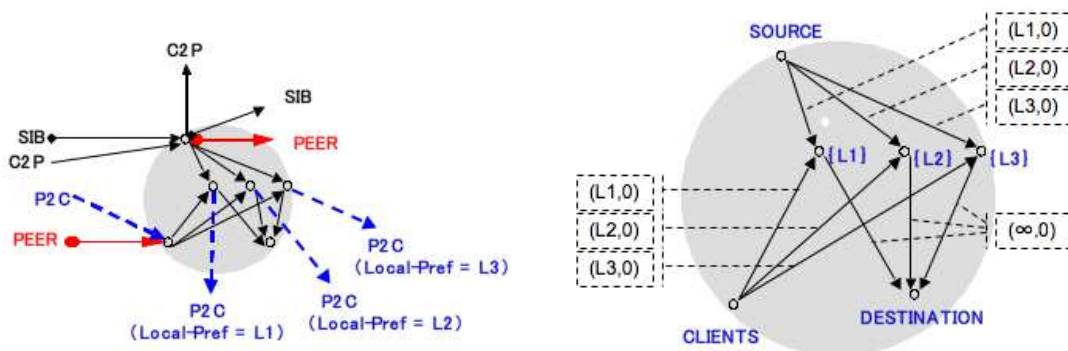 C2P
SIB
SIB
PEER
C2P
P2C
PEER
P2C
(Local-Pref = L3)
P2C
(Local-Pref = L2)
P2C
(Local-Pref = L1)
SOURCE
(L1,0)
(L2,0)
(L3,0)
{L1}
{L2}
{L3}
(L1,0)
(L2,0)
(L3,0)
(∞,0)
CLIENTS
DESTINATION